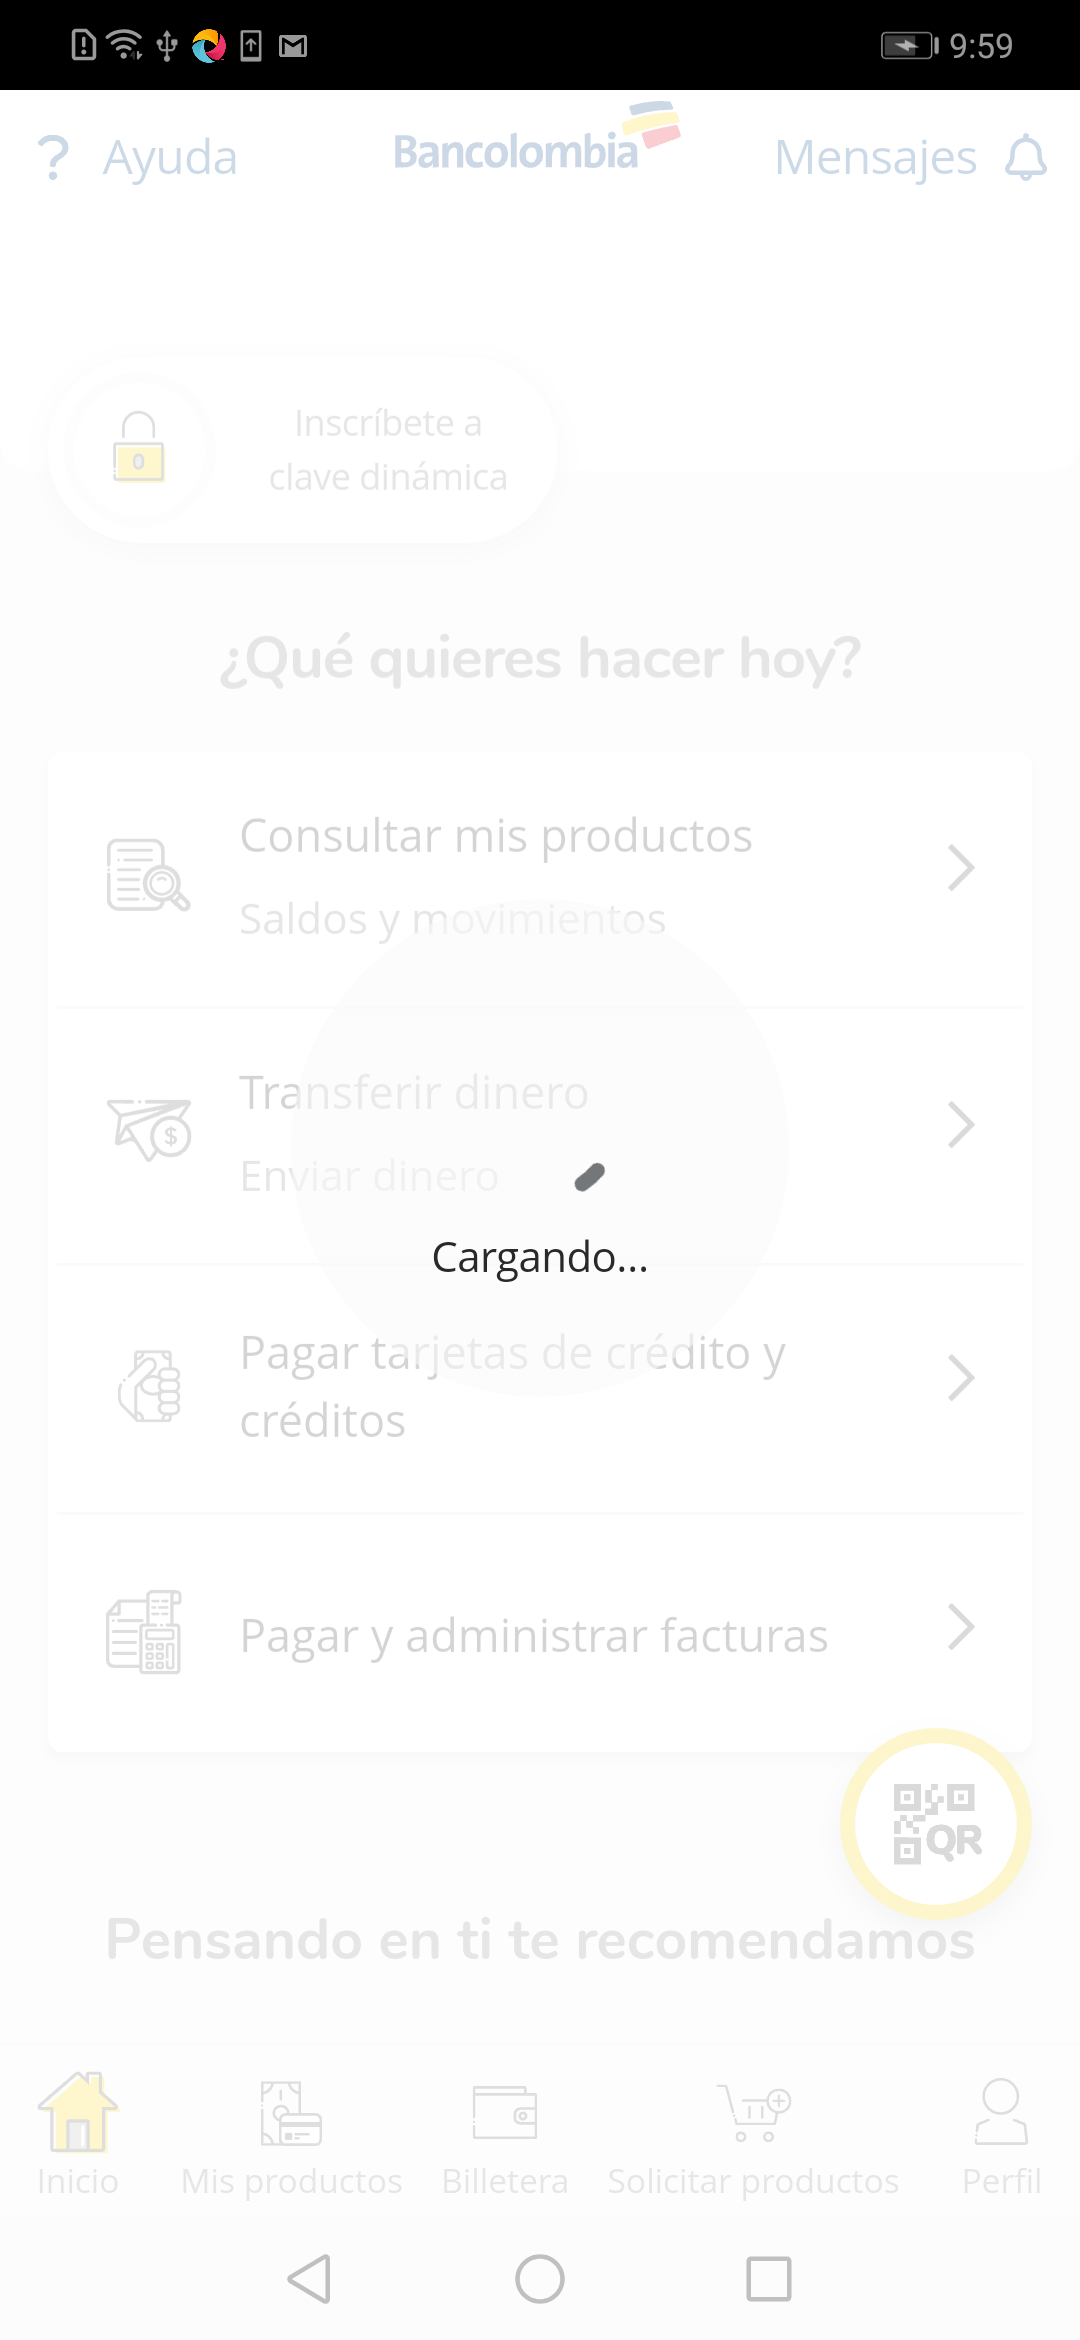 9:59
Ayuda
Bancolombia
Mensajes
Inscríbete a
clave dinámica
¿Qué quieres hacer hoy?
Consultar mis productos
Saldos y movimientos
Transferir dinero
Enviar dinero
Cargando...
Pagar tarjetas de crédito y
créditos
Pagar y administrar facturas
QR
Pensando en ti te recomendamos
Inicio
Mis productos
Billetera
Solicitar productos
Perfil